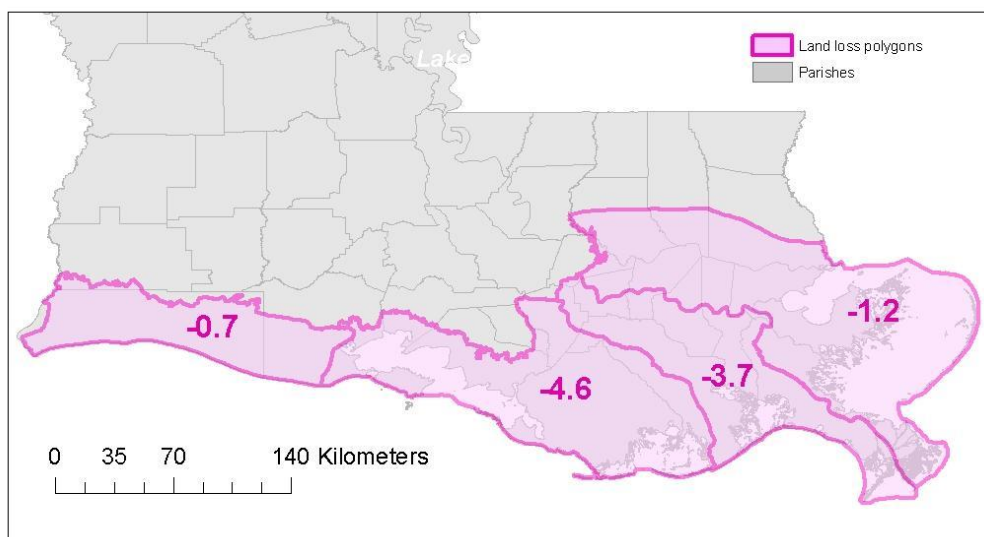 Lake
Land loss polygons
Parishes
-0.7
-1.2
-4.6
-3.7
0 35 70 140 Kilometers